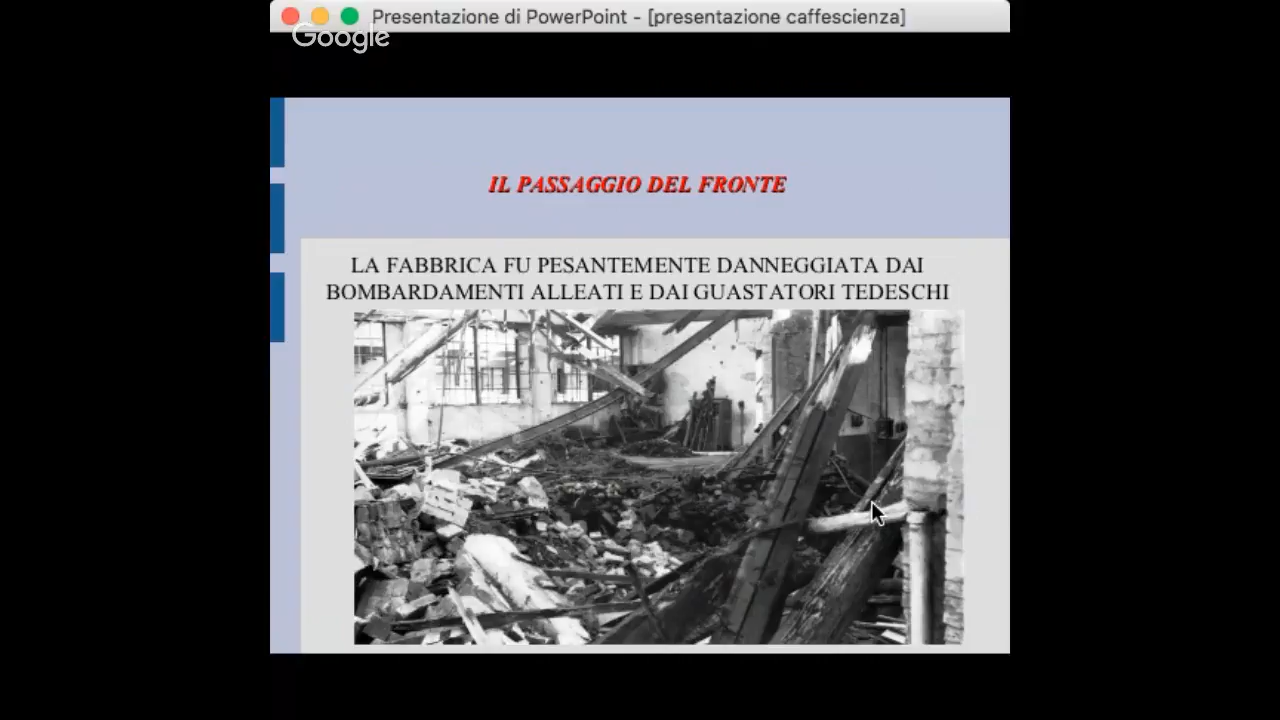 Presentazione di PowerPoint - [presentazione caffescienza]
Google
IL PASSAGGIO DEL FRONTE
LA FABBRICA FU PESANTEMENTE DANNEGGIATA DAI
BOMBARDAMENTI ALLEATI E DAI GUASTATORI TEDESCHI